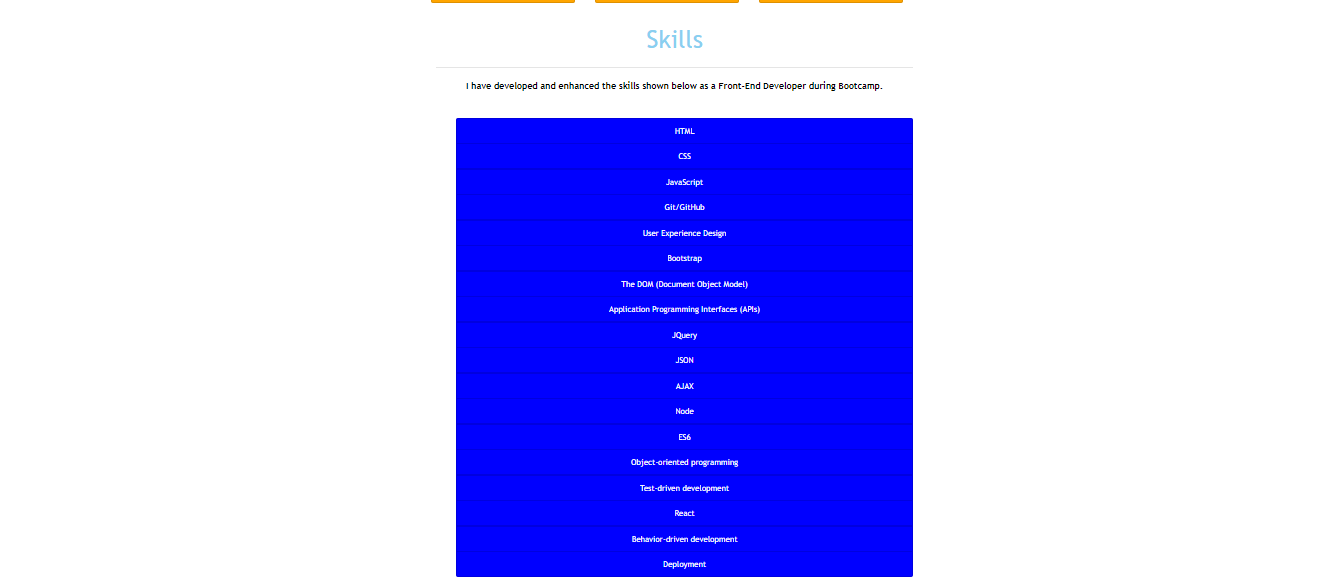 Skills
I have developed and enhanced the skills shown below as a Front-End Developer during Bootcamp.
HTML
CSS
JavaScript
Git/GitHub
User Experience Design
Bootstrap
The DOM (Document Object Model)
Application Programming Interfaces (APIs)
JQuery
JSON
AJAX
Node
ES6
Object-oriented programming
Test-driven development
React
Behavior-driven development
Deployment